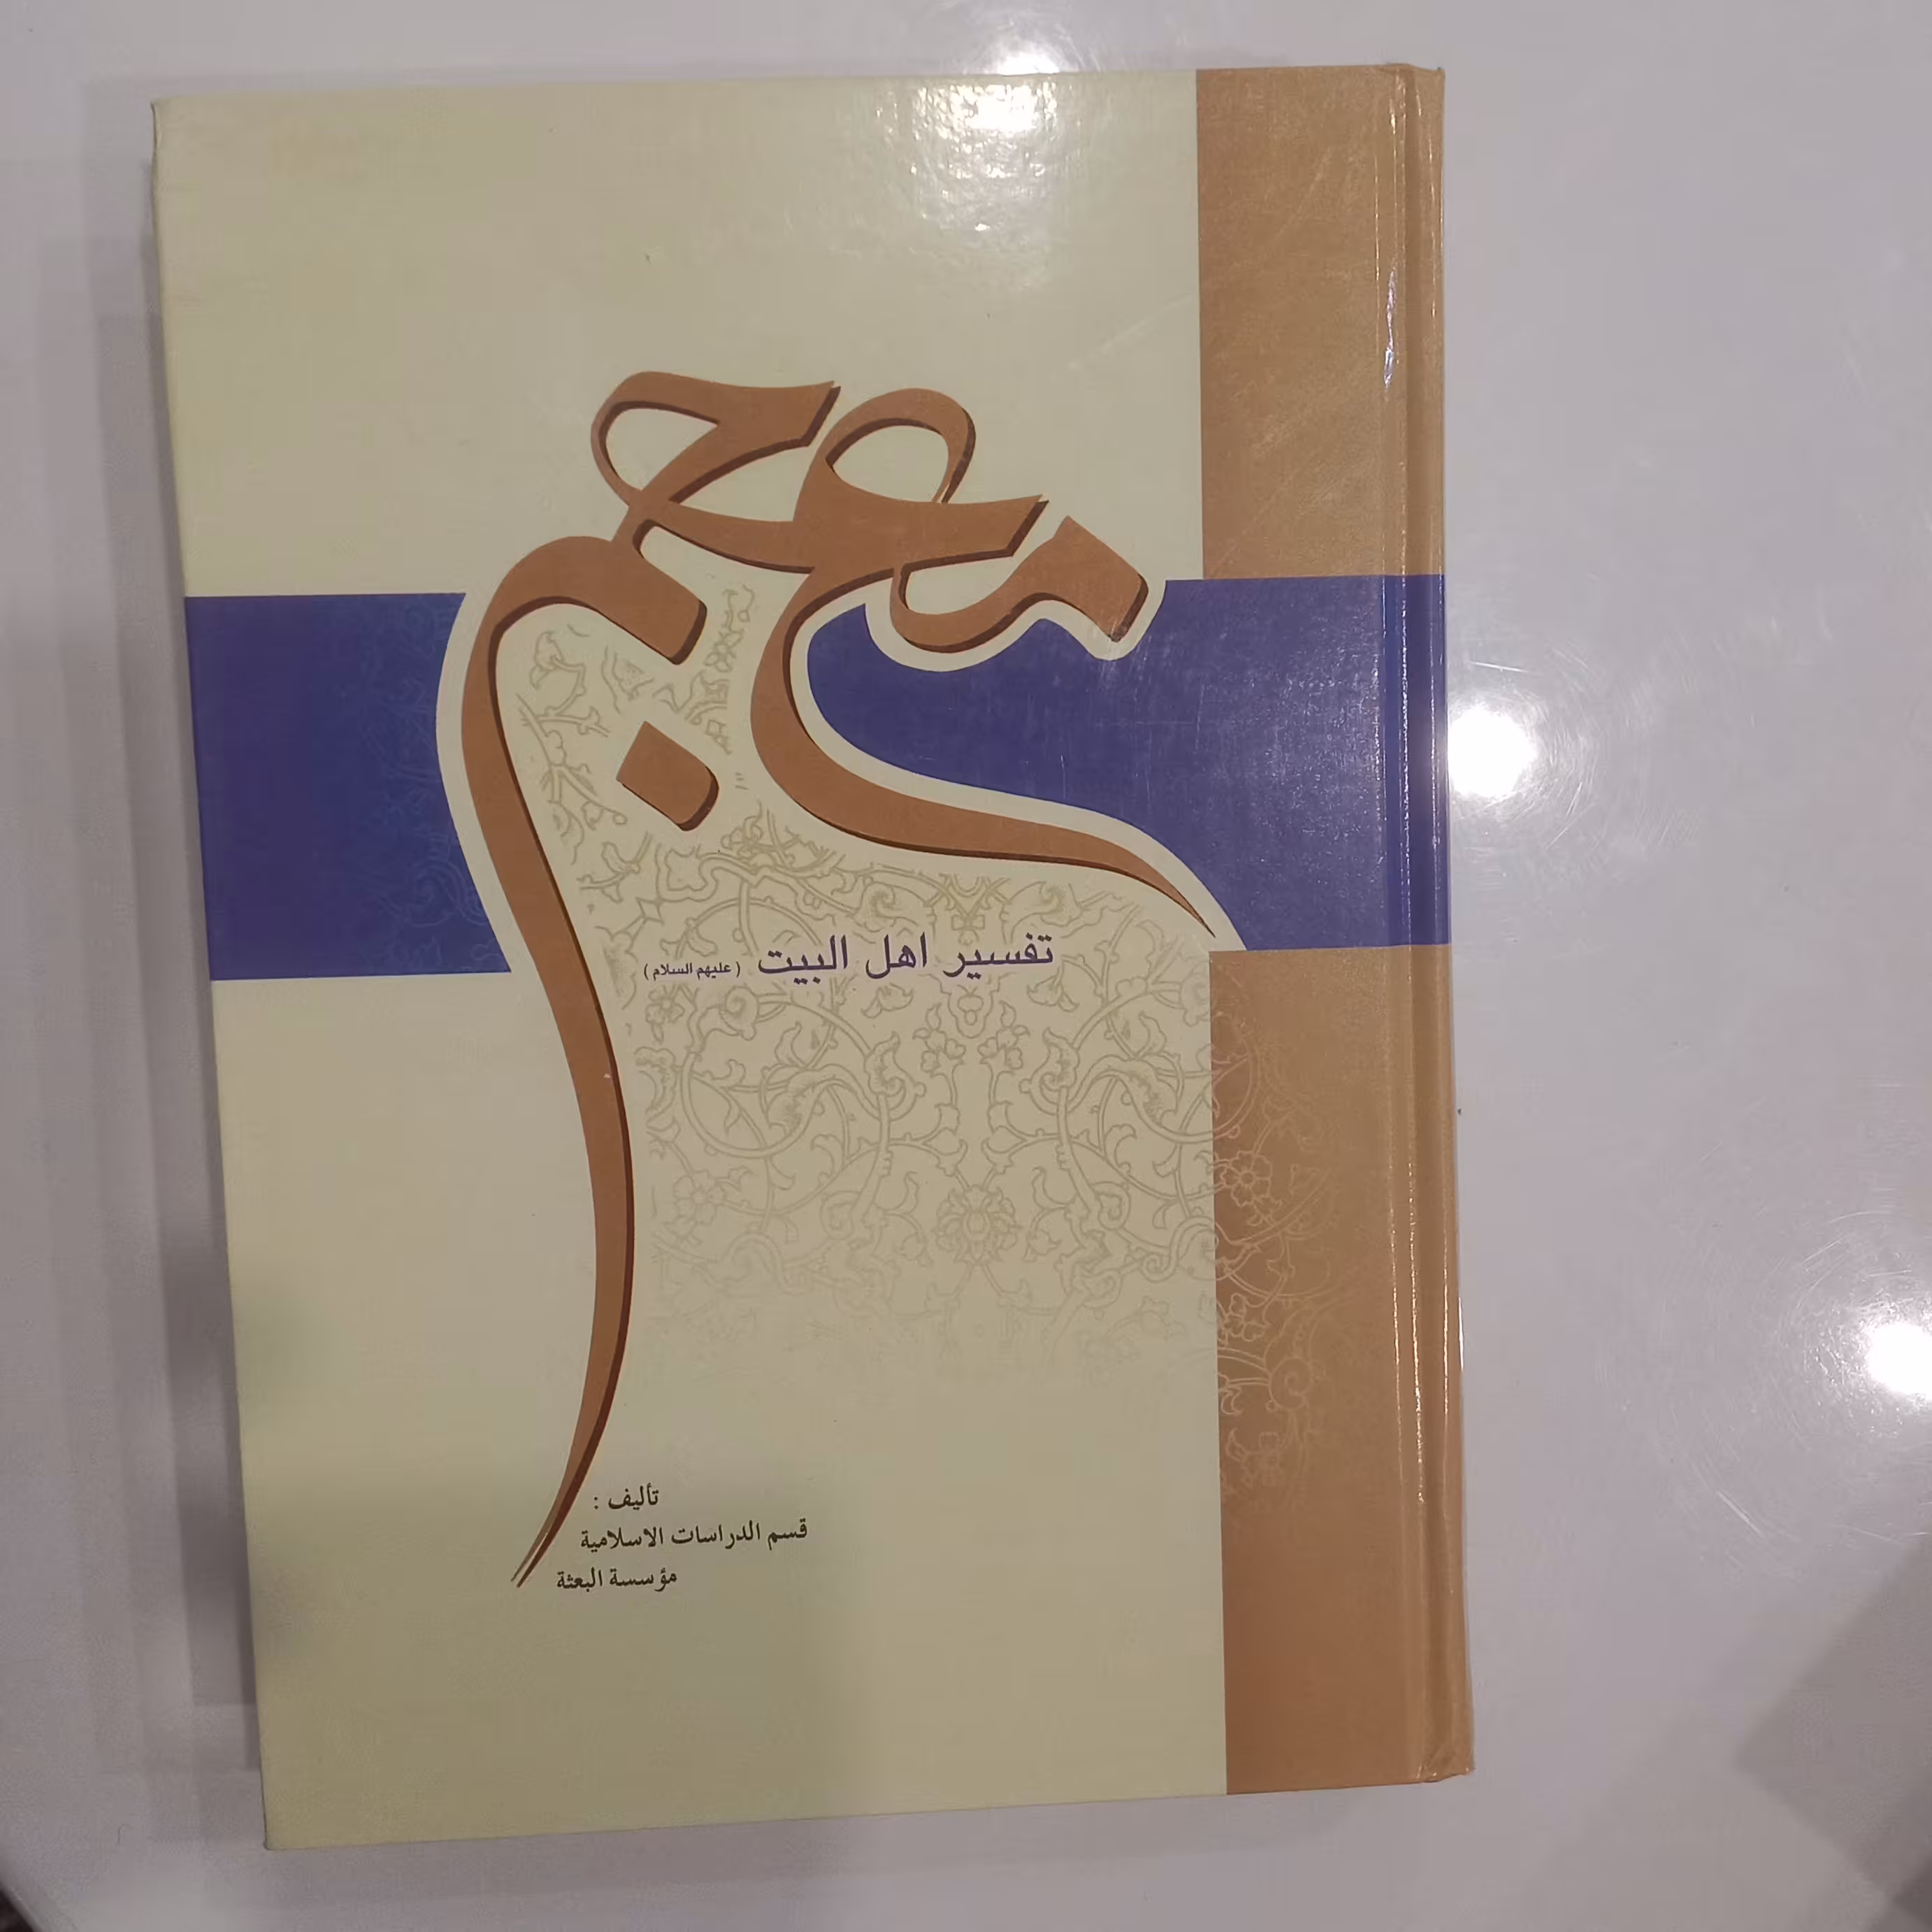 معجم
تفسير اهل البيت ( عليهم السلام )
تأليف :
قسم الدراسات الاسلامية
مؤسسة البعثة